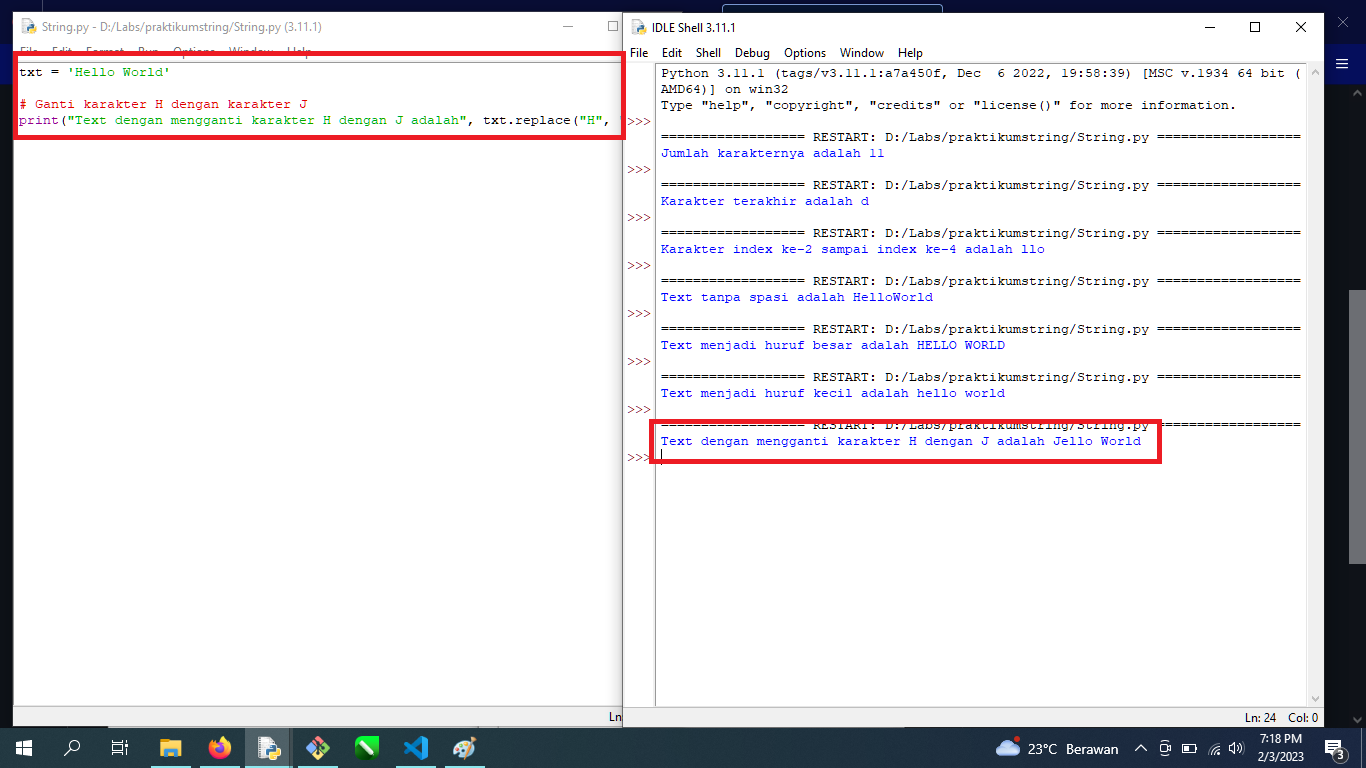 String.py - D:/Labs/praktikumstring/String.py (3.11.1)
File Edit Format Run Options Window Help
txt = 'Hello World'
# Ganti karakter H dengan karakter J
print("Text dengan mengganti karakter H dengan J adalah", txt.replace("H",
Ln
IDLE Shell 3.11.1
File Edit Shell Debug Options Window Help
Python 3.11.1 (tags/v3.11.1:a7a450f, Dec  6 2022, 19:58:39) [MSC v.1934 64 bit (
AMD64)] on win32
Type "help", "copyright", "credits" or "license()" for more information.
>>>
================== RESTART: D:/Labs/praktikumstring/String.py ==================
Jumlah karakternya adalah 11
>>>
================== RESTART: D:/Labs/praktikumstring/String.py ==================
Karakter terakhir adalah d
>>>
================== RESTART: D:/Labs/praktikumstring/String.py ==================
Karakter index ke-2 sampai index ke-4 adalah llo
>>>
================== RESTART: D:/Labs/praktikumstring/String.py ==================
Text tanpa spasi adalah HelloWorld
>>>
================== RESTART: D:/Labs/praktikumstring/String.py ==================
Text menjadi huruf besar adalah HELLO WORLD
>>>
================== RESTART: D:/Labs/praktikumstring/String.py ==================
Text menjadi huruf kecil adalah hello world
>>>
================== RESTART: D:/Labs/praktikumstring/String.py ==================
Text dengan mengganti karakter H dengan J adalah Jello World
>>>
Ln: 24 Col: 0
23°C Berawan
7:18 PM
2/3/2023
3